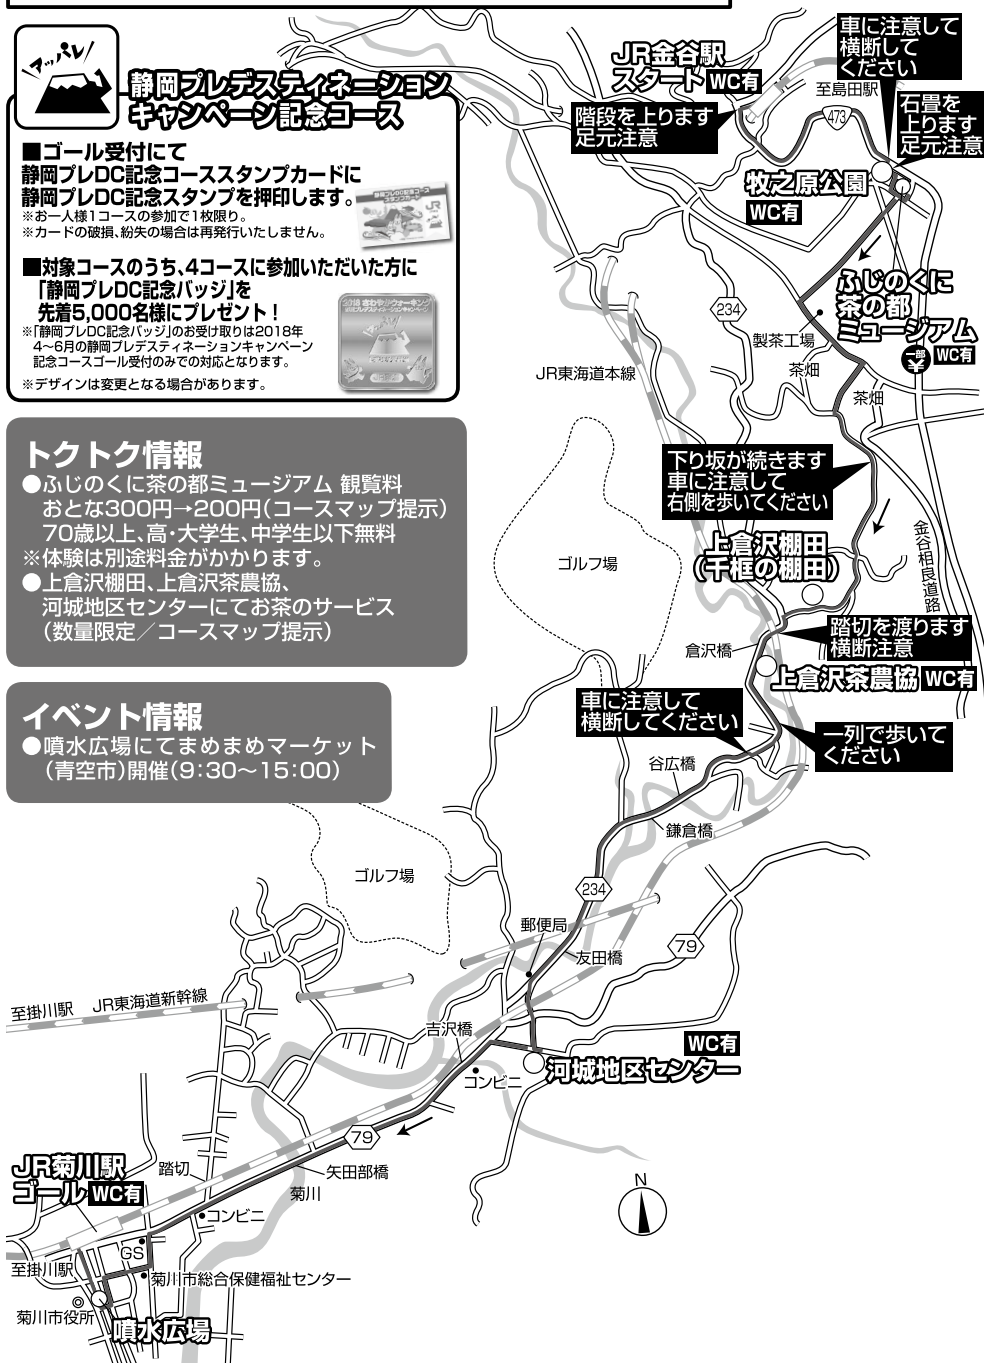 アッパレ
静岡プレデスティネーション
キャンペーン記念コース
■ゴール受付にて
静岡プレDC記念コーススタンプカードに
静岡プレDC記念スタンプを押印します。
※お一人様1コースの参加で1枚限り。
※カードの破損、紛失の場合は再発行いたしません。
■対象コースのうち、4コースに参加いただいた方に
「静岡プレDC記念バッジ」を
先着5,000名様にプレゼント！
※「静岡プレDC記念バッジ」のお受け取りは2018年
4〜6月の静岡プレデスティネーションキャンペーン
記念コースゴール受付のみでの対応となります。
※デザインは変更となる場合があります。
トクトク情報
●ふじのくに茶の都ミュージアム 観覧料
おとな300円→200円（コースマップ提示）
70歳以上、高・大学生、中学生以下無料
※体験は別途料金がかかります。
●上倉沢棚田、上倉沢茶農協、
河城地区センターにてお茶のサービス
（数量限定／コースマップ提示）
イベント情報
●噴水広場にてまめまめマーケット
（青空市）開催（9：30〜15：00）
JR金谷駅
スタート WC有
階段を上ります
足元注意
車に注意して
横断して
ください
至島田駅
473
石畳を
上ります
足元注意
牧之原公園
WC有
ふじのくに
茶の都
ミュージアム
一部 WC有
234
製茶工場
茶畑
茶畑
JR東海道本線
下り坂が続きます
車に注意して
右側を歩いてください
金谷相良道路
上倉沢棚田
（千框の棚田）
ゴルフ場
踏切を渡ります
横断注意
倉沢橋
上倉沢茶農協 WC有
車に注意して
横断してください
一列で歩いて
ください
谷広橋
鎌倉橋
ゴルフ場
234
郵便局
友田橋
79
至掛川駅
JR東海道新幹線
吉沢橋
WC有
河城地区センター
コンビニ
79
JR菊川駅
ゴール WC有
踏切
矢田部橋
菊川
コンビニ
N
GS
至掛川駅
菊川市総合保健福祉センター
菊川市役所
噴水広場